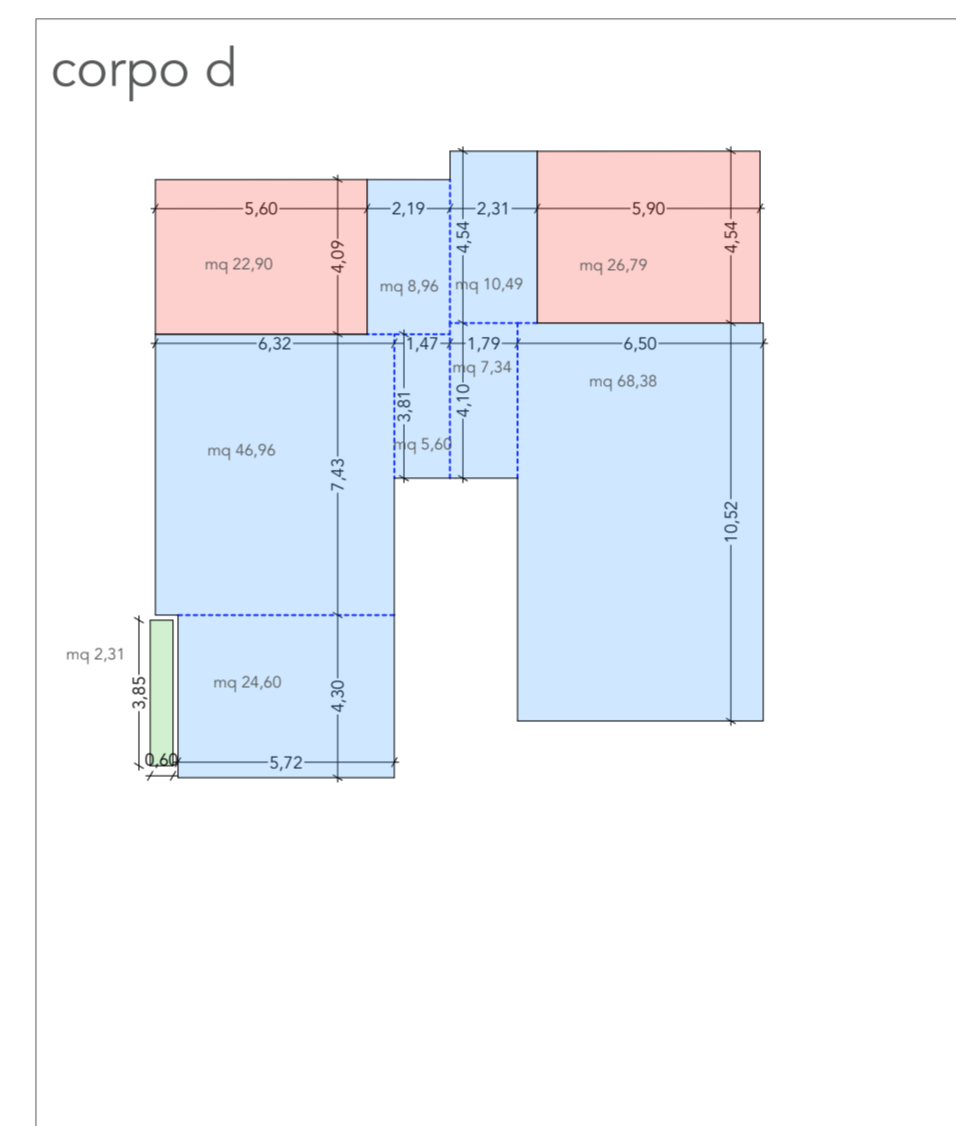 corpo d
5,60
2,19
2,31
5,90
4,09
4,54
4,54
mq 22,90
mq 8,96
mq 10,49
mq 26,79
6,32
1,47
1,79
6,50
mq 7,34
mq 68,38
3,81
4,10
mq 46,96
mq 5,60
7,43
10,52
mq 2,31
3,85
mq 24,60
4,30
0,60
5,72